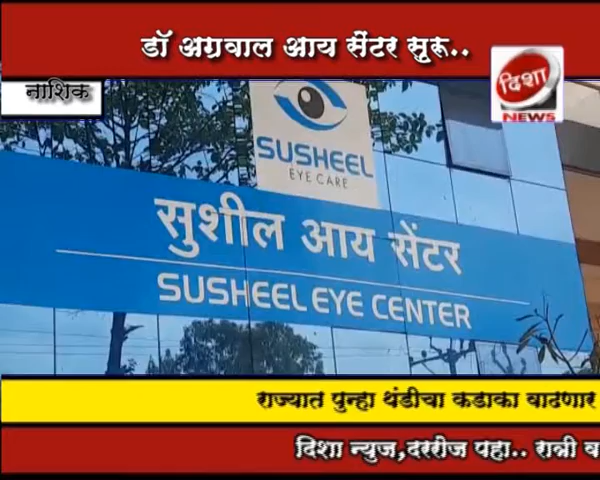 डॉ अग्रवाल आय सेंटर सुरू..
नाशिक
दिशा
NEWS
SUSHEEL
EYE CARE
सुशील आय सेंटर
SUSHEEL EYE CENTER
राज्यात पुन्हा थंडीचा कडाका वाढणार
दिशा न्युज,दररोज पहा.. रात्री